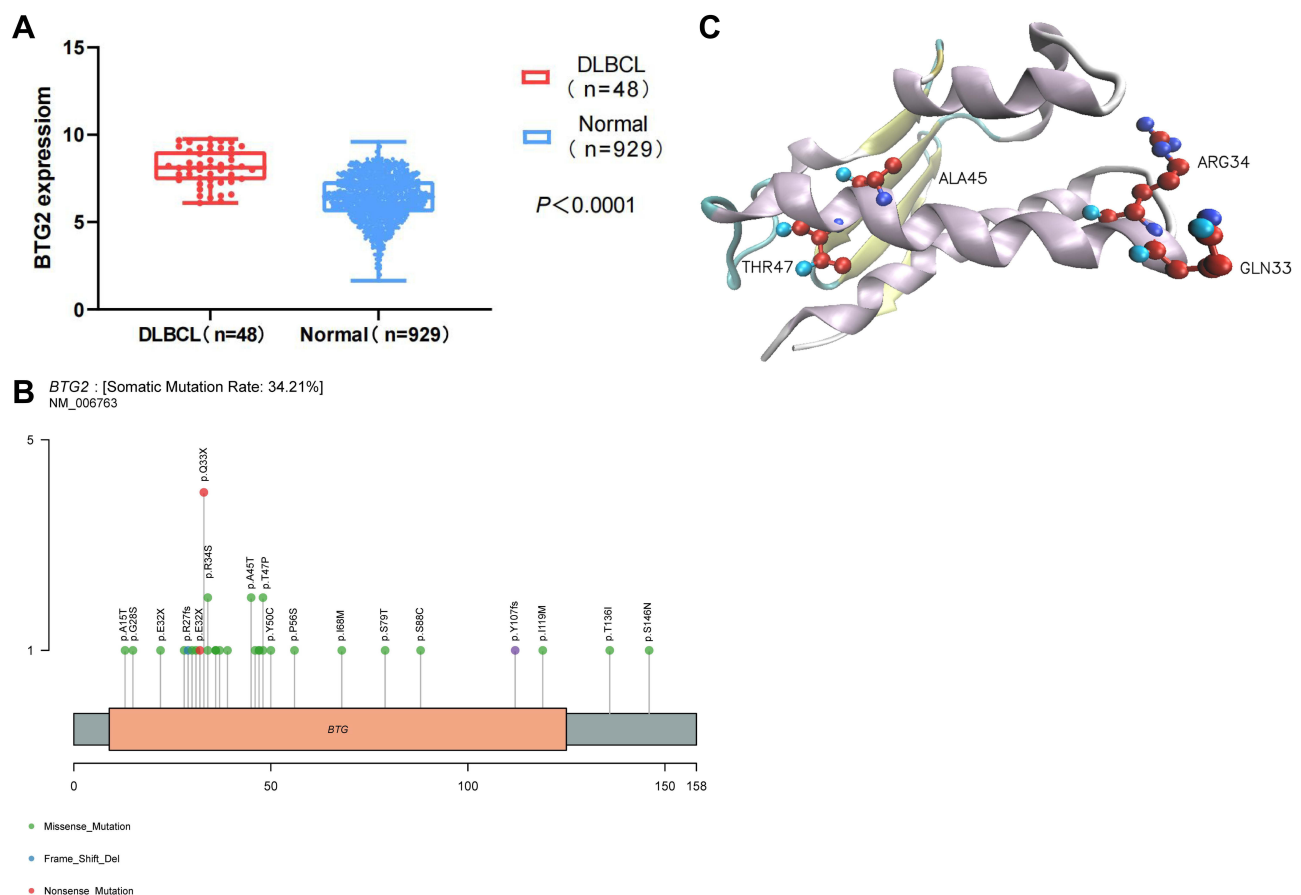 A
15
10
5
0
BTG2 expressiom
DLBCL( n=48)
Normal( n=929)
DLBCL
( n=48)
Normal
( n=929)
P<0.0001
C
ALA45
ARG34
THR47
GLN33
B
BTG2 : [Somatic Mutation Rate: 34.21%]
NM_006763
5
1
p.A15T
p.G28S
p.E32X
p.R27fs
p.E32X
p.Q33X
p.R34S
p.A45T
p.T47P
p.Y50C
p.P56S
p.I68M
p.S79T
p.S88C
p.Y107fs
p.I119M
p.T136I
p.S146N
BTG
0
50
100
150
158
Missense_Mutation
Frame_Shift_Del
Nonsense_Mutation